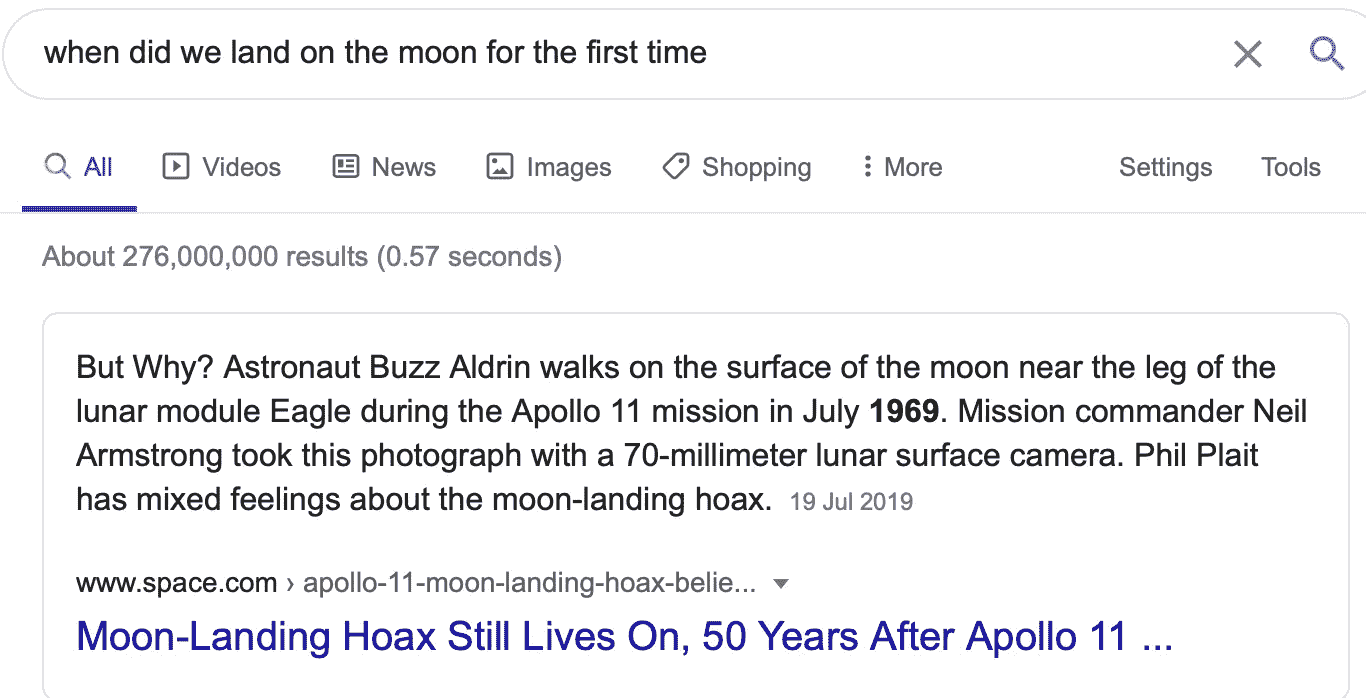 when did we land on the moon for the first time
All Videos News Images Shopping More Settings Tools
About 276,000,000 results (0.57 seconds)
But Why? Astronaut Buzz Aldrin walks on the surface of the moon near the leg of the
lunar module Eagle during the Apollo 11 mission in July 1969. Mission commander Neil
Armstrong took this photograph with a 70-millimeter lunar surface camera. Phil Plait
has mixed feelings about the moon-landing hoax. 19 Jul 2019
www.space.com › apollo-11-moon-landing-hoax-belie...
Moon-Landing Hoax Still Lives On, 50 Years After Apollo 11 ...